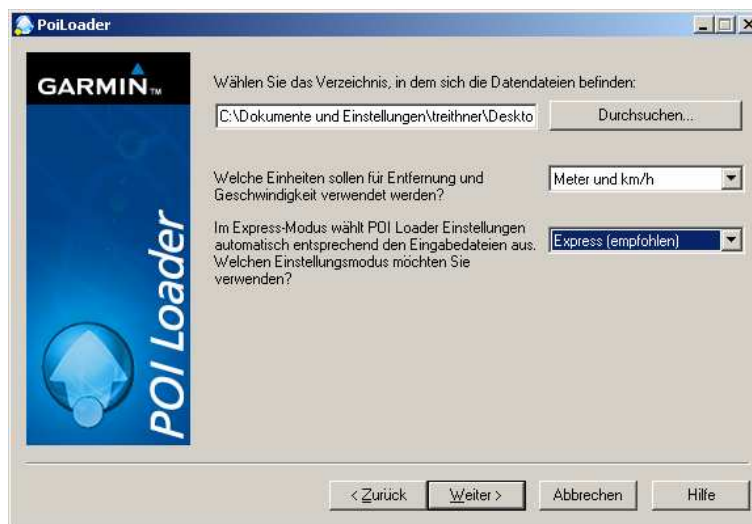 PoiLoader
GARMIN™
POI Loader
Wählen Sie das Verzeichnis, in dem sich die Datendateien befinden:
C:\Dokumente und Einstellungen\treithner\Deskto
Durchsuchen...
Welche Einheiten sollen für Entfernung und
Geschwindigkeit verwendet werden?
Meter und km/h
Im Express-Modus wählt POI Loader Einstellungen
automatisch entsprechend den Eingabedateien aus.
Welchen Einstellungsmodus möchten Sie
verwenden?
Express (empfohlen)
< Zurück
Weiter >
Abbrechen
Hilfe